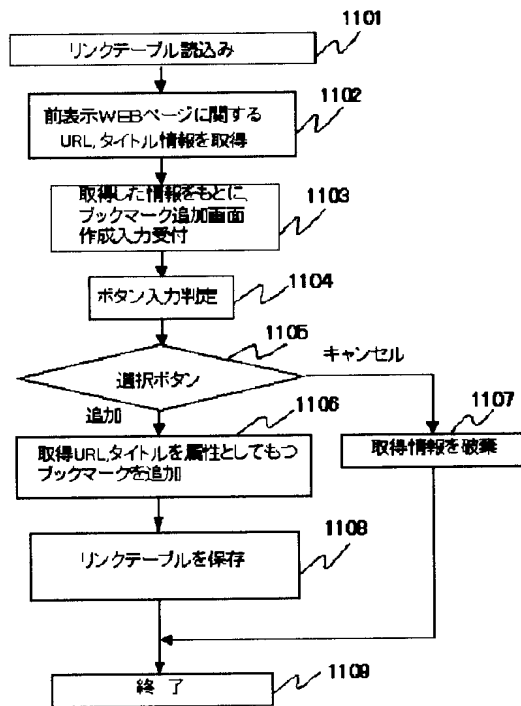 1101
リンクテーブル読込み
1102
前表示WEBページに関する
URL,タイトル情報を取得
1103
取得した情報をもとに、
ブックマーク追加画面
作成入力受付
1104
ボタン入力判定
1105
選択ボタン
キャンセル
追加
1106
取得URL,タイトルを属性としてもつ
ブックマークを追加
1107
取得情報を破棄
1108
リンクテーブルを保存
1109
終 了